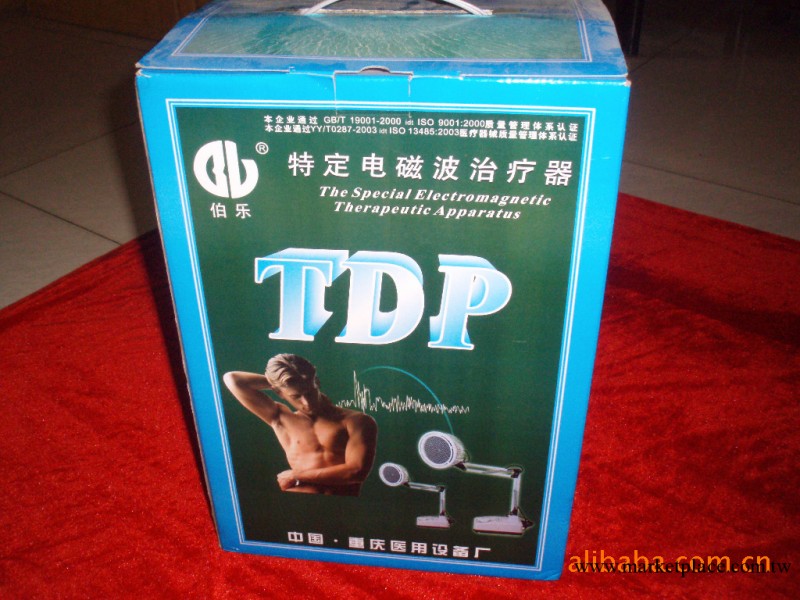 本企业通过 GB/T 19001-2000 idt ISO 9001:2000质量管理体系认证
本企业通过YY/T0287-2003 idt ISO 13485:2003医疗器械质量管理体系认证
BL®
伯乐
特定电磁波治疗器
The Special Electromagnetic
Therapeutic Apparatus
TDP
中国·重庆医用设备厂
alibaba.com.cn
www.marketplace.com.tw